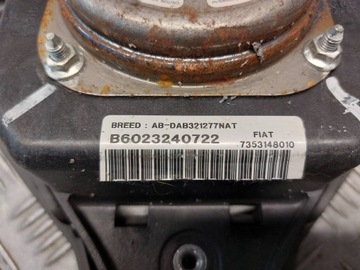 BREED : AB-DAB321277NAT
B6023240722 FIAT
7353148010